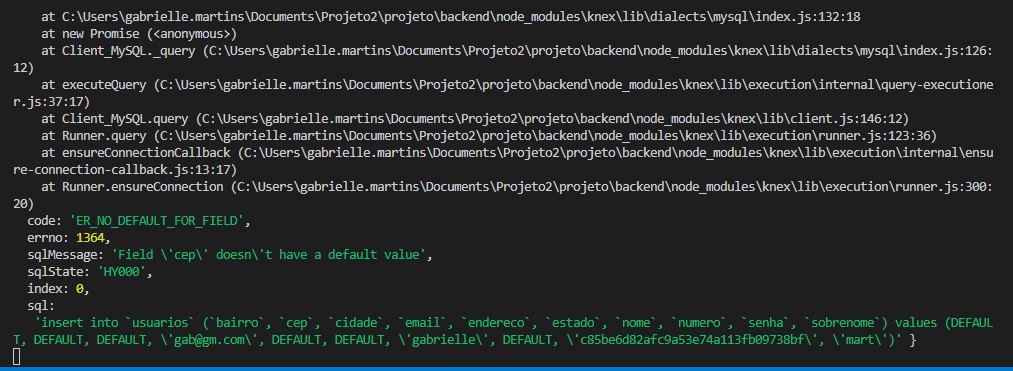 at C:\Users\gabrielle.martins\Documents\Projeto2\projeto\backend\node_modules\knex\lib\dialects\mysql\index.js:132:18
at new Promise (<anonymous>)
at Client_MySQL._query (C:\Users\gabrielle.martins\Documents\Projeto2\projeto\backend\node_modules\knex\lib\dialects\mysql\index.js:126:
12)
at executeQuery (C:\Users\gabrielle.martins\Documents\Projeto2\projeto\backend\node_modules\knex\lib\execution\internal\query-executione
r.js:37:17)
at Client_MySQL.query (C:\Users\gabrielle.martins\Documents\Projeto2\projeto\backend\node_modules\knex\lib\client.js:146:12)
at Runner.query (C:\Users\gabrielle.martins\Documents\Projeto2\projeto\backend\node_modules\knex\lib\execution\runner.js:123:36)
at ensureConnectionCallback (C:\Users\gabrielle.martins\Documents\Projeto2\projeto\backend\node_modules\knex\lib\execution\internal\ensu
re-connection-callback.js:13:17)
at Runner.ensureConnection (C:\Users\gabrielle.martins\Documents\Projeto2\projeto\backend\node_modules\knex\lib\execution\runner.js:300:
20)
code: 'ER_NO_DEFAULT_FOR_FIELD',
errno: 1364,
sqlMessage: 'Field \'cep\' doesn\'t have a default value',
sqlState: 'HY000',
index: 0,
sql:
'insert into `usuarios` (`bairro`, `cep`, `cidade`, `email`, `endereco`, `estado`, `nome`, `numero`, `senha`, `sobrenome`) values (DEFAUL
T, DEFAULT, DEFAULT, \'gab@gm.com\', DEFAULT, DEFAULT, \'gabrielle\', DEFAULT, \'c85be6d82afc9a53e74a113fb09738bf\', \'mart\')' }